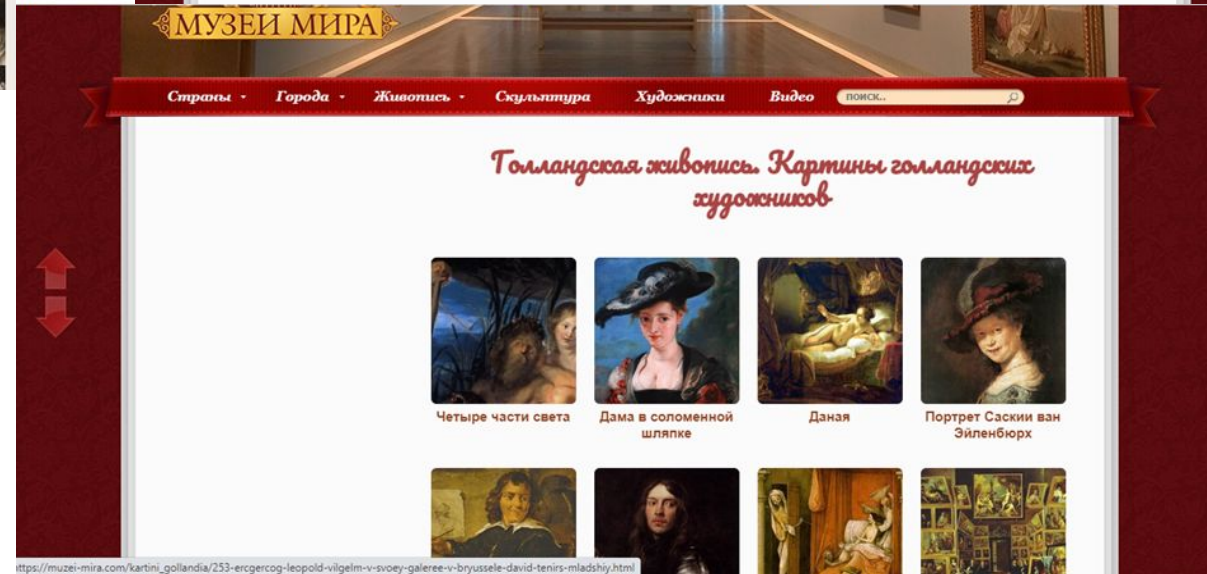 МУЗЕИ МИРА
Страны
Города
Живопись
Скульптура
Художники
Видео
поиск..
Голландская живопись. Картины голландских
художников
Четыре части света
Дама в соломенной
шляпке
Даная
Портрет Саскии ван
Эйленбюрх
ttps://muzei-mira.com/kartini_gollandia/253-ercgercog-leopold-vilgelm-v-svoey-galeree-v-bryussele-david-tenirs-mladshiy.html